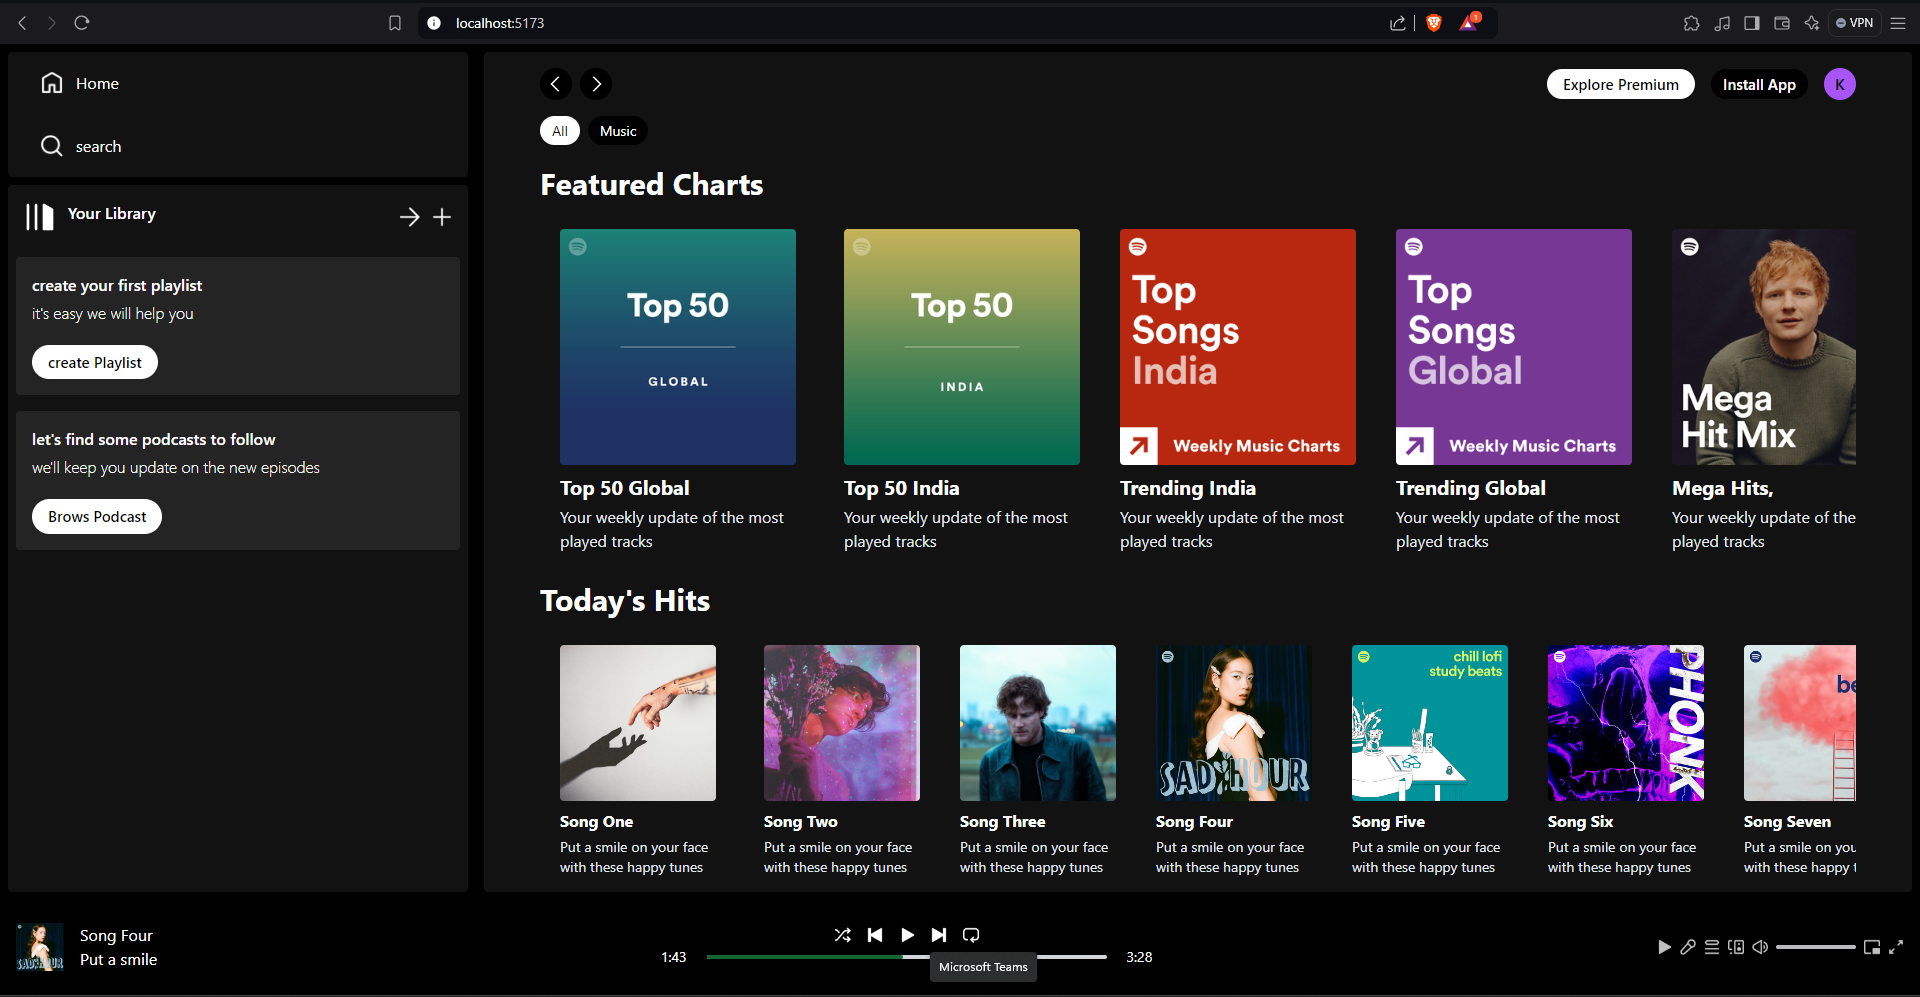 localhost:5173
1
VPN
Home
search
Your Library
create your first playlist
it's easy we will help you
create Playlist
let's find some podcasts to follow
we'll keep you update on the new episodes
Brows Podcast
Explore Premium
Install App
K
All
Music
Featured Charts
Top 50
GLOBAL
Top 50 Global
Your weekly update of the most
played tracks
Top 50
INDIA
Top 50 India
Your weekly update of the most
played tracks
Top
Songs
India
Weekly Music Charts
Trending India
Your weekly update of the most
played tracks
Top
Songs
Global
Weekly Music Charts
Trending Global
Your weekly update of the most
played tracks
Mega
Hit Mix
Mega Hits,
Your weekly update of the
played tracks
Today's Hits
Song One
Put a smile on your face
with these happy tunes
Song Two
Put a smile on your face
with these happy tunes
Song Three
Put a smile on your face
with these happy tunes
SAD HOUR
Song Four
Put a smile on your face
with these happy tunes
chill lofi
study beats
Song Five
Put a smile on your face
with these happy tunes
PHONK
Song Six
Put a smile on your face
with these happy tunes
be
Song Seven
Put a smile on you
with these happy t
SAD HOUR
Song Four
Put a smile
1:43
3:28
Microsoft Teams